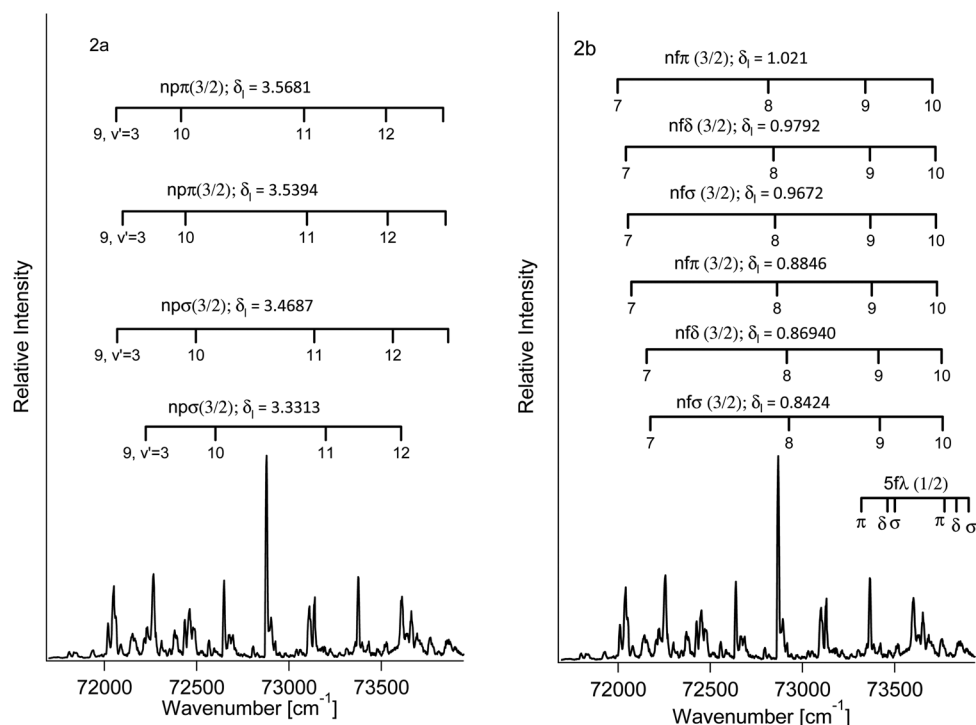 2a
npπ(3/2); δl = 3.5681
9, v'=3 10 11 12
npπ(3/2); δl = 3.5394
9, v'=3 10 11 12
npσ(3/2); δl = 3.4687
9, v'=3 10 11 12
npσ(3/2); δl = 3.3313
9, v'=3 10 11 12
Relative Intensity
72000 72500 73000 73500
Wavenumber [cm-1]
2b
nfπ (3/2); δl = 1.021
7 8 9 10
nfδ (3/2); δl = 0.9792
7 8 9 10
nfσ (3/2); δl = 0.9672
7 8 9 10
nfπ (3/2); δl = 0.8846
7 8 9 10
nfδ (3/2); δl = 0.86940
7 8 9 10
nfσ (3/2); δl = 0.8424
7 8 9 10
5fλ (1/2)
π δ σ π δ σ
Relative Intensity
72000 72500 73000 73500
Wavenumber [cm-1]